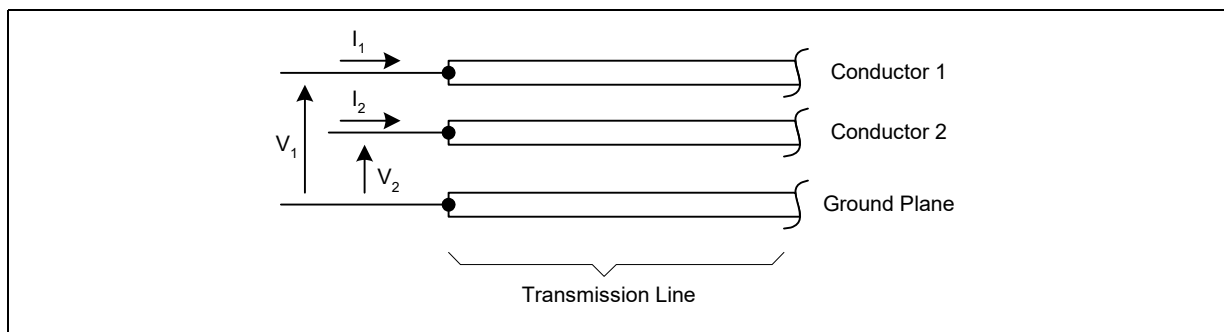 I1
Conductor 1
I2
Conductor 2
V1
V2
Ground Plane
Transmission Line